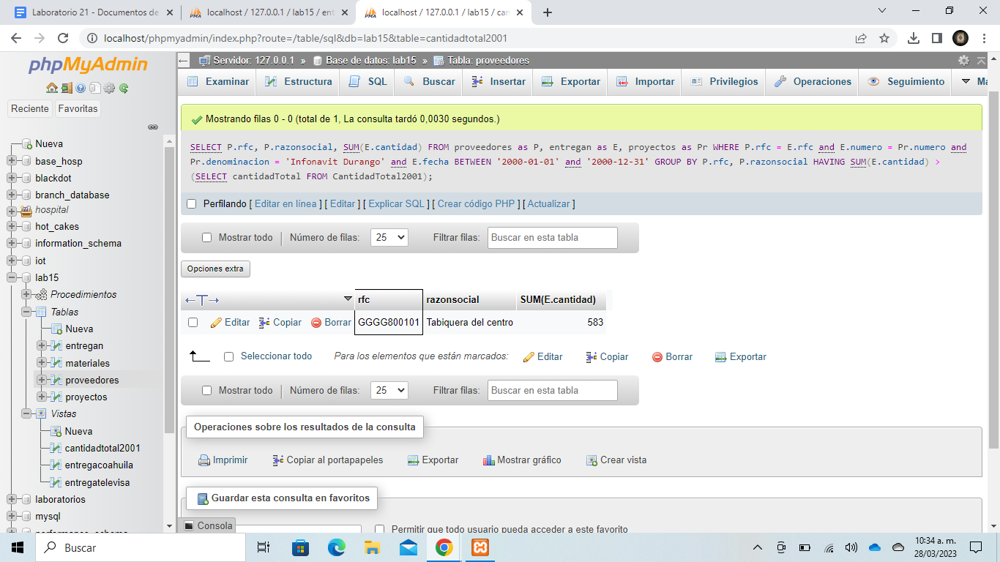 Laboratorio 21 - Documentos de
localhost / 127.0.0.1 / lab15 / ent
localhost / 127.0.0.1 / lab15 / can
localhost/phpmyadmin/index.php?route=/table/sql&db=lab15&table=cantidadtotal2001
phpMyAdmin
Reciente Favoritas
Nueva
base_hosp
blackdot
branch_database
hospital
hot_cakes
information_schema
iot
lab15
Procedimientos
Tablas
Nueva
entregan
materiales
proveedores
proyectos
Vistas
Nueva
cantidadtotal2001
entregacoahuila
entregatelevisa
laboratorios
mysql
performance_schema
Servidor: 127.0.0.1 » Base de datos: lab15 » Tabla: proveedores
Examinar Estructura SQL Buscar Insertar Exportar Importar Privilegios Operaciones Seguimiento Ma
Mostrando filas 0 - 0 (total de 1, La consulta tardó 0,0030 segundos.)
SELECT P.rfc, P.razonsocial, SUM(E.cantidad) FROM proveedores as P, entregan as E, proyectos as Pr WHERE P.rfc = E.rfc and E.numero = Pr.numero and
Pr.denominacion = 'Infonavit Durango' and E.fecha BETWEEN '2000-01-01' and '2000-12-31' GROUP BY P.rfc, P.razonsocial HAVING SUM(E.cantidad) >
(SELECT cantidadTotal FROM CantidadTotal2001);
Perfilando [ Editar en línea ] [ Editar ] [ Explicar SQL ] [ Crear código PHP ] [ Actualizar ]
Mostrar todo Número de filas: 25 Filtrar filas: Buscar en esta tabla
Opciones extra
←T→ rfc razonsocial SUM(E.cantidad)
Editar Copiar Borrar GGGG800101 Tabiquera del centro 583
Seleccionar todo Para los elementos que están marcados: Editar Copiar Borrar Exportar
Mostrar todo Número de filas: 25 Filtrar filas: Buscar en esta tabla
Operaciones sobre los resultados de la consulta
Imprimir Copiar al portapapeles Exportar Mostrar gráfico Crear vista
Guardar esta consulta en favoritos
Consola
Permitir que todo usuario pueda acceder a este favorito
Buscar
10:34 a. m.
28/03/2023